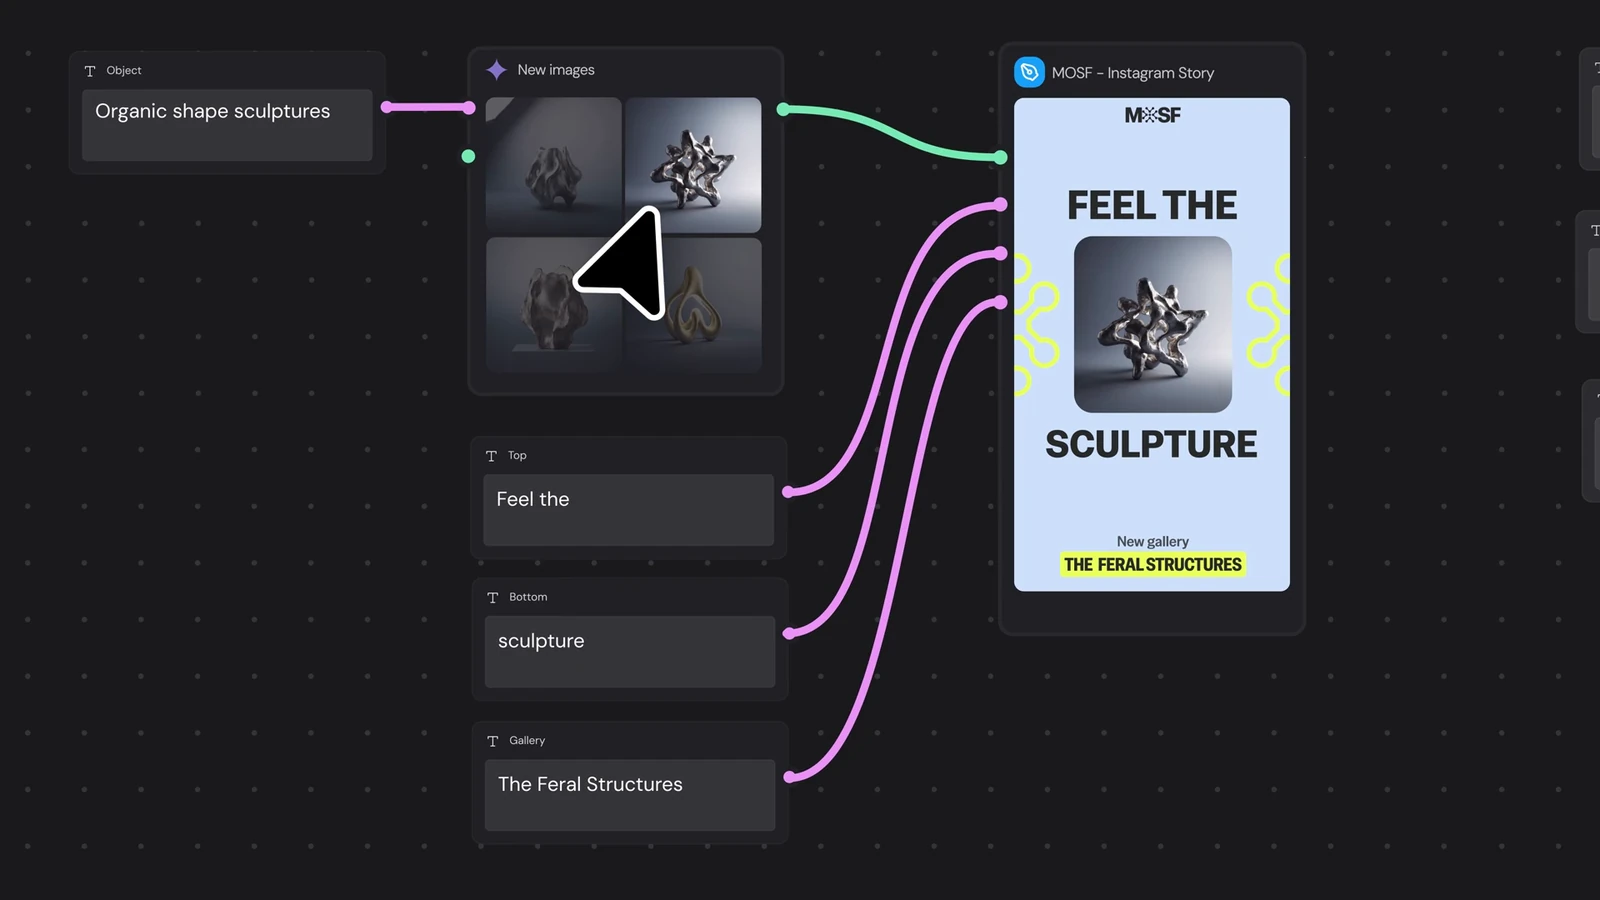 Object
Organic shape sculptures
New images
Top
Feel the
Bottom
sculpture
Gallery
The Feral Structures
MOSF - Instagram Story
MOSF
FEEL THE
SCULPTURE
New gallery
THE FERAL STRUCTURES